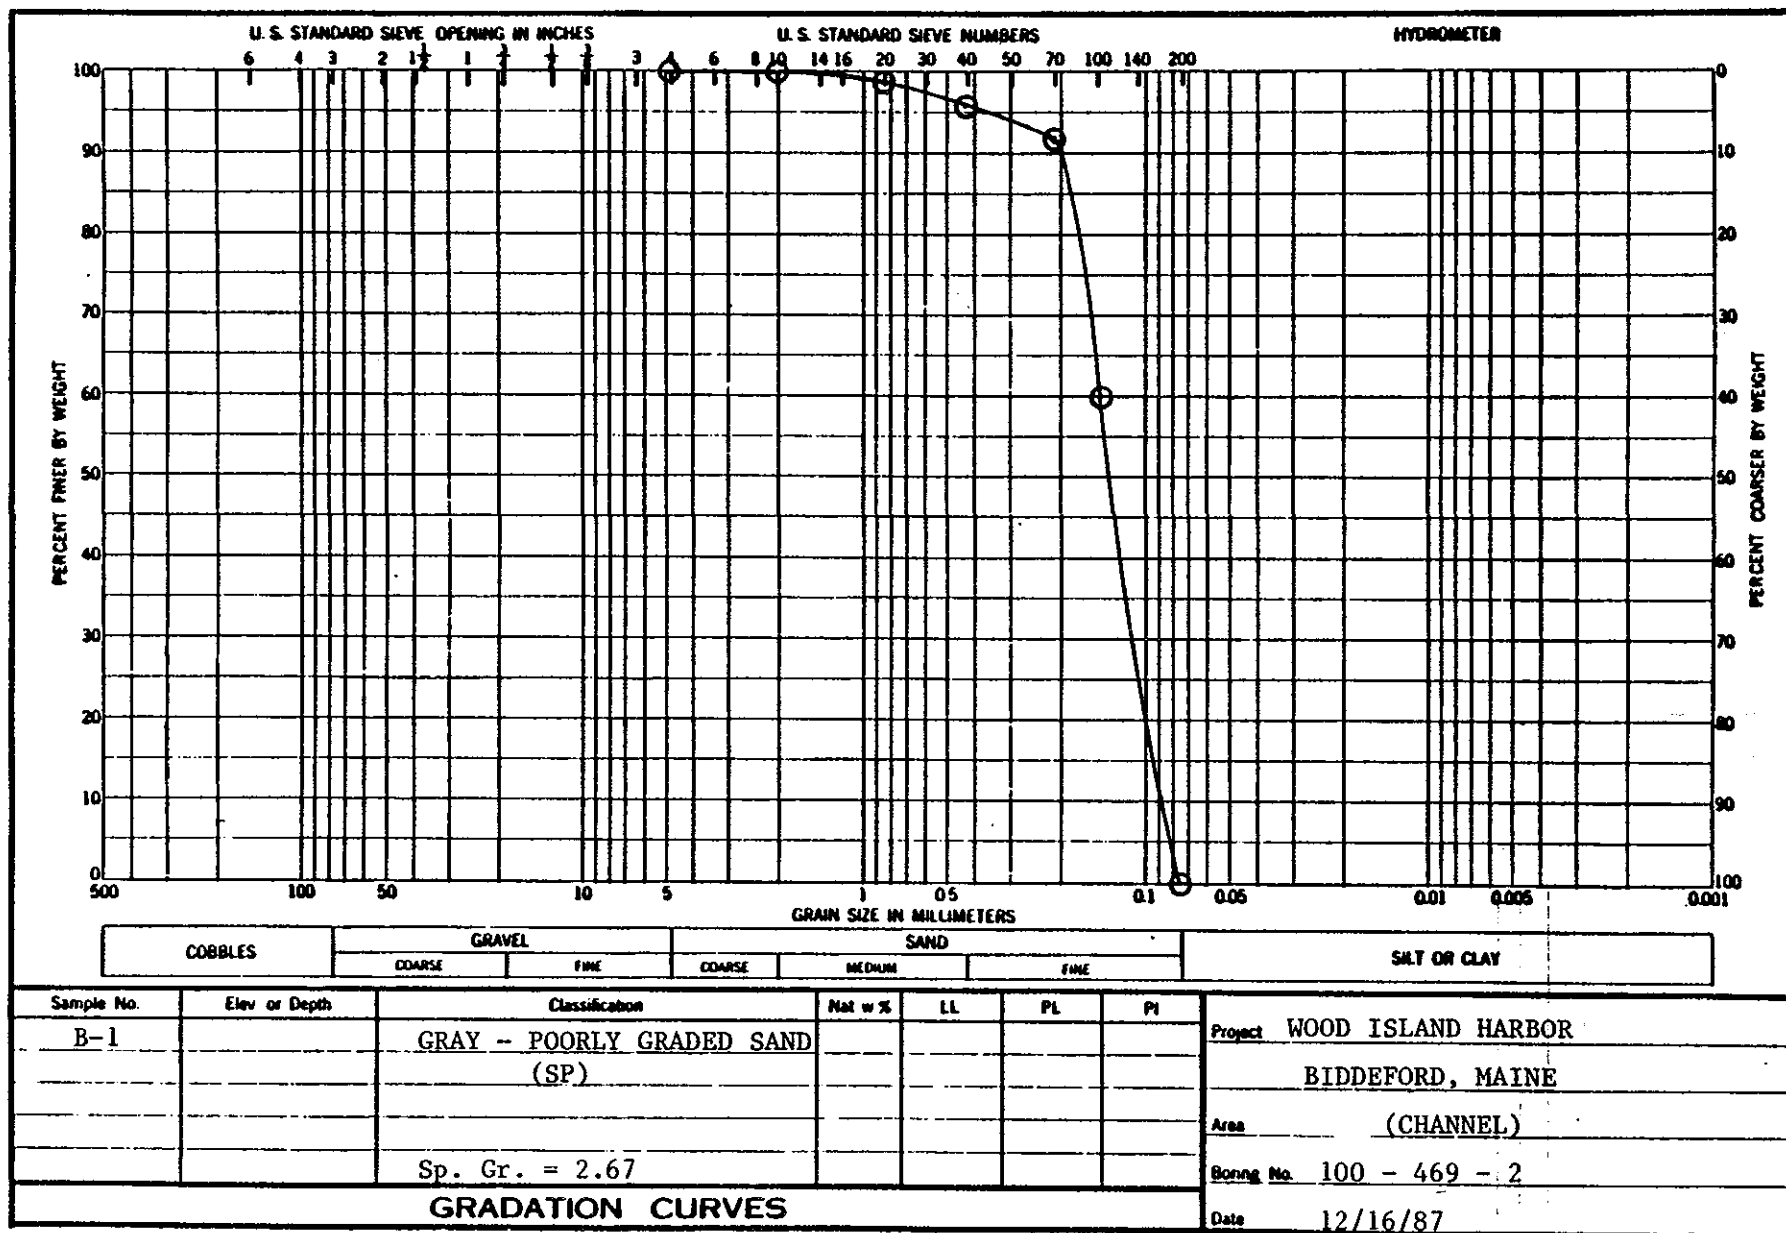 U. S. STANDARD SIEVE OPENING IN INCHES
U. S. STANDARD SIEVE NUMBERS
HYDROMETER
6 4 3 2 1½ 1 3 4 6 8 10 14 16 20 30 40 50 70 100 140 200
100
90
80
70
60
50
40
30
20
10
0
PERCENT FINER BY WEIGHT
0
10
20
30
40
50
60
70
80
90
100
PERCENT COARSER BY WEIGHT
500 100 50 10 5 1 0.5 0.1 0.05 0.01 0.005 0.001
GRAIN SIZE IN MILLIMETERS
COBBLES GRAVEL SAND SILT OR CLAY
COARSE FINE COARSE MEDIUM FINE
Sample No. Elev or Depth Classification Nat w % LL PL PI
B-1 GRAY - POORLY GRADED SAND
(SP)
Sp. Gr. = 2.67
Project WOOD ISLAND HARBOR
BIDDEFORD, MAINE
Area (CHANNEL)
Boring No. 100 - 469 - 2
Date 12/16/87
GRADATION CURVES